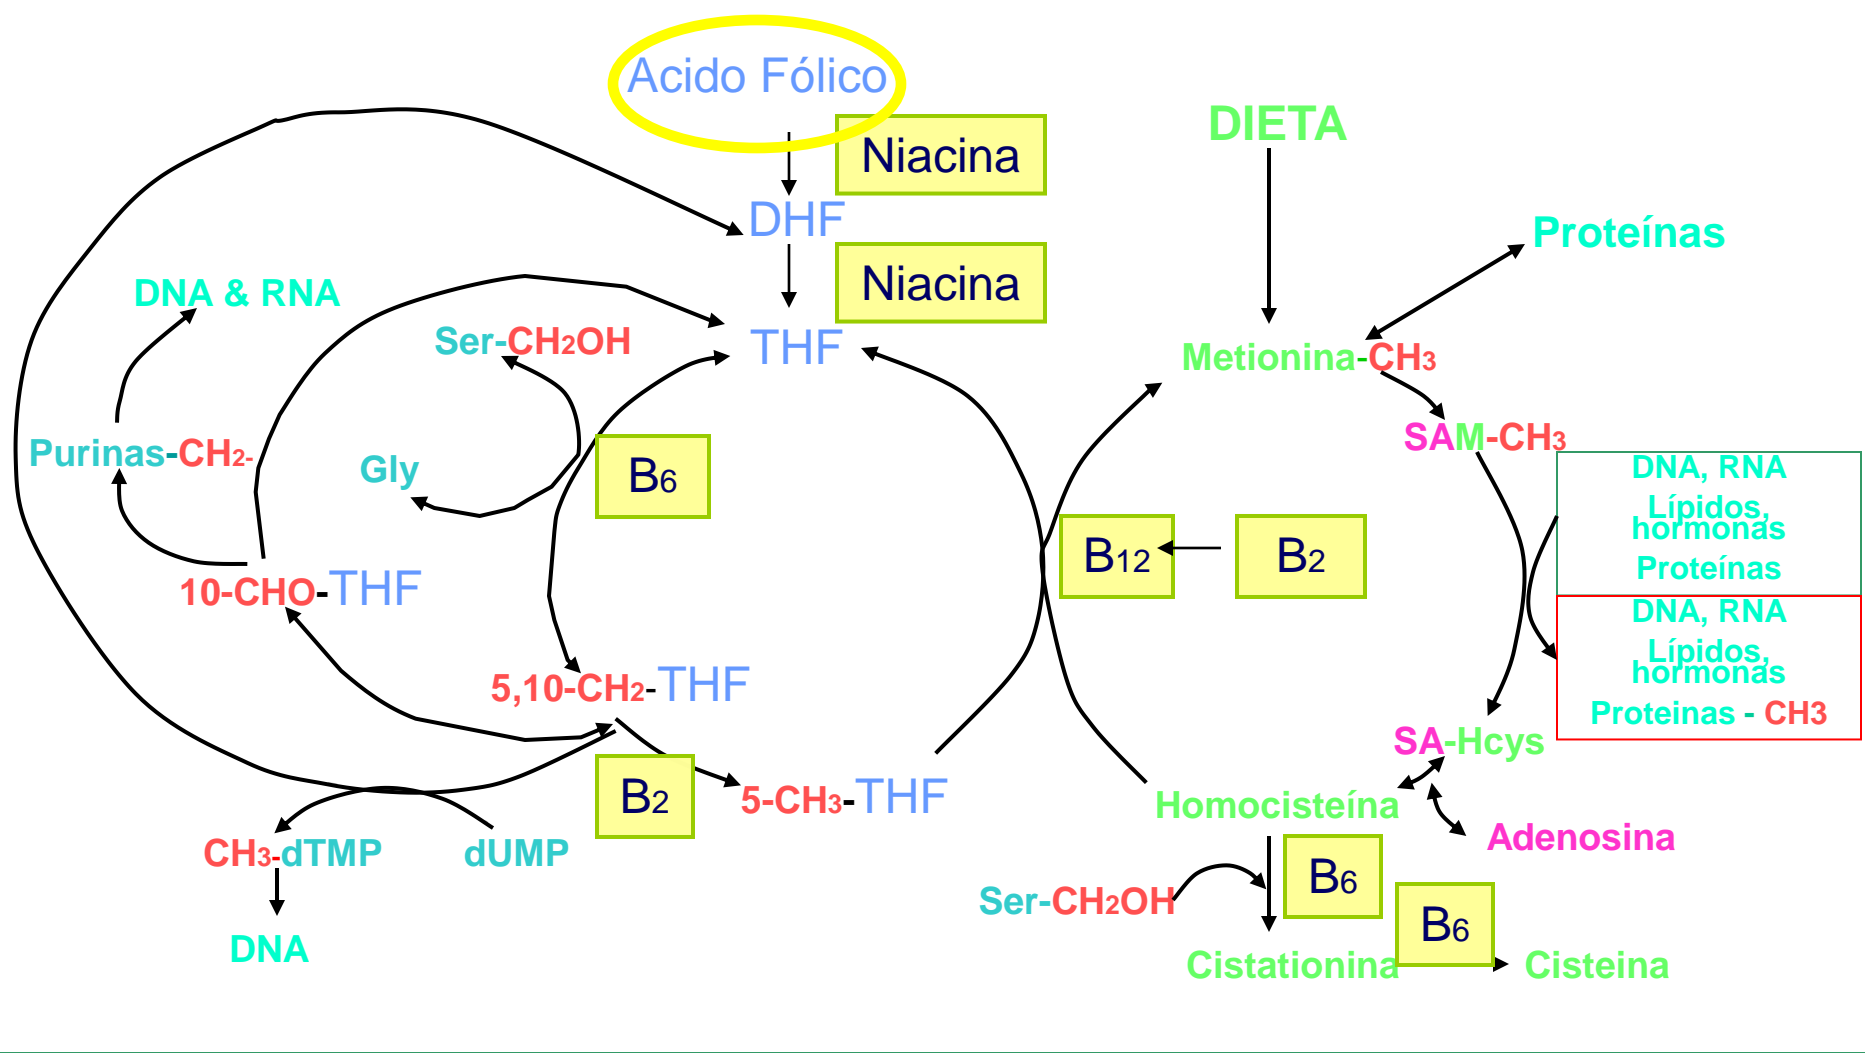 Acido Fólico
Niacina
DIETA
DHF
Proteínas
Niacina
DNA & RNA
Ser-CH2OH
THF
Metionina-CH3
SAM-CH3
Purinas-CH2-
Gly
B6
DNA, RNA
Lípidos,
hormonas
Proteínas
B12
B2
10-CHO-THF
DNA, RNA
Lípidos,
hormonas
Proteinas - CH3
5,10-CH2-THF
SA-Hcys
B2
5-CH3-THF
Homocisteína
Adenosina
CH3-dTMP
dUMP
B6
Ser-CH2OH
B6
DNA
Cistationina
Cisteina